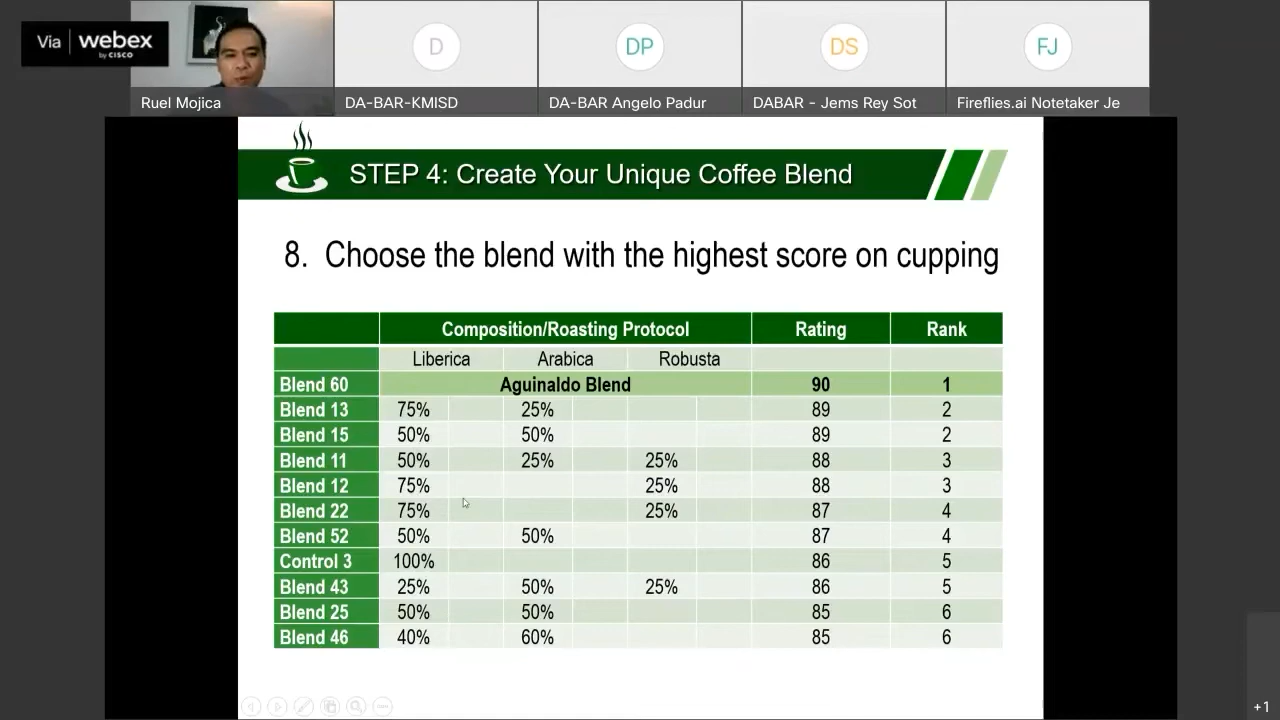 Via webex
by CISCO
D
DP
DS
FJ
Ruel Mojica
DA-BAR-KMISD
DA-BAR Angelo Padur
DABAR - Jems Rey Sot
Fireflies.ai Notetaker Je
STEP 4: Create Your Unique Coffee Blend
8. Choose the blend with the highest score on cupping
Composition/Roasting Protocol Rating Rank
Liberica Arabica Robusta
Blend 60 Aguinaldo Blend 90 1
Blend 13 75% 25% 89 2
Blend 15 50% 50% 89 2
Blend 11 50% 25% 25% 88 3
Blend 12 75% 25% 88 3
Blend 22 75% 25% 87 4
Blend 52 50% 50% 87 4
Control 3 100% 86 5
Blend 43 25% 50% 25% 86 5
Blend 25 50% 50% 85 6
Blend 46 40% 60% 85 6
+1